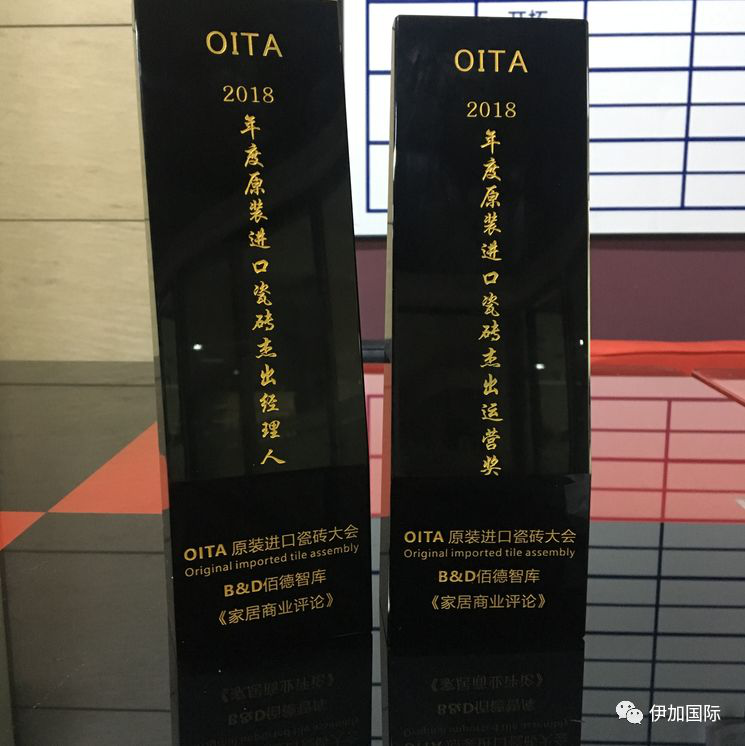 OITA
2018
年度原装进口瓷砖杰出经理人
OITA 原装进口瓷砖大会
Original imported tile assembly
B&D佰德智库
《家居商业评论》
OITA
2018
年度原装进口瓷砖杰出运营奖
OITA 原装进口瓷砖大会
Original imported tile assembly
B&D佰德智库
《家居商业评论》
伊加国际